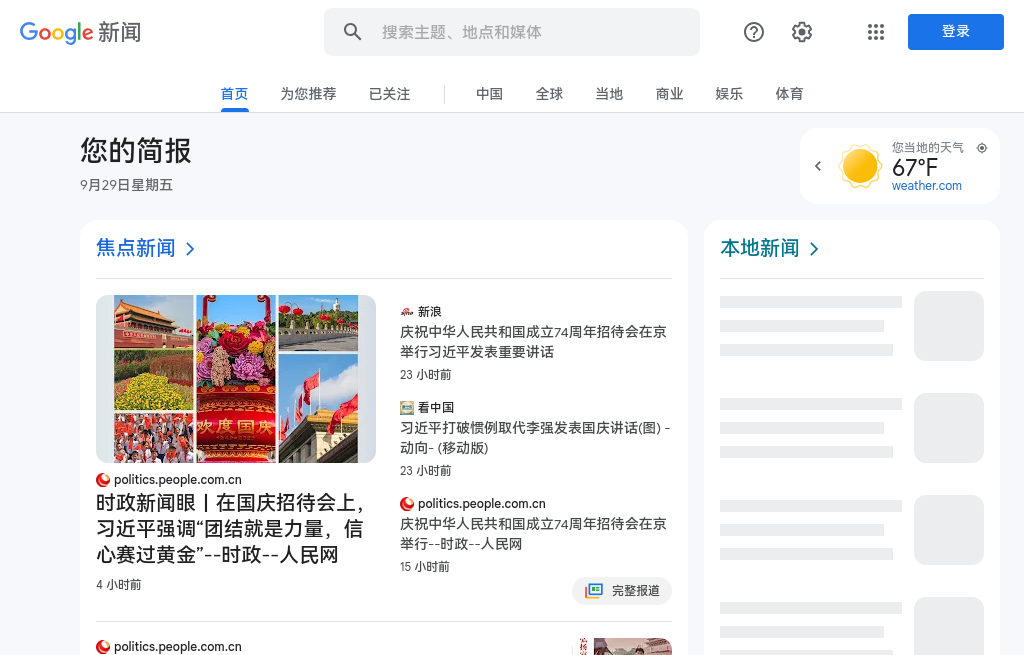 Google 新闻
搜索主题、地点和媒体
登录
首页
为您推荐
已关注
中国
全球
当地
商业
娱乐
体育
您的简报
9月29日星期五
您当地的天气
67°F
weather.com
焦点新闻
欢度国庆
politics.people.com.cn
时政新闻眼丨在国庆招待会上，
习近平强调“团结就是力量，信
心赛过黄金”--时政--人民网
4 小时前
新浪
庆祝中华人民共和国成立74周年招待会在京
举行习近平发表重要讲话
23 小时前
看中国
习近平打破惯例取代李强发表国庆讲话(图) -
动向- (移动版)
23 小时前
politics.people.com.cn
庆祝中华人民共和国成立74周年招待会在京
举行--时政--人民网
15 小时前
完整报道
politics.people.com.cn
本地新闻